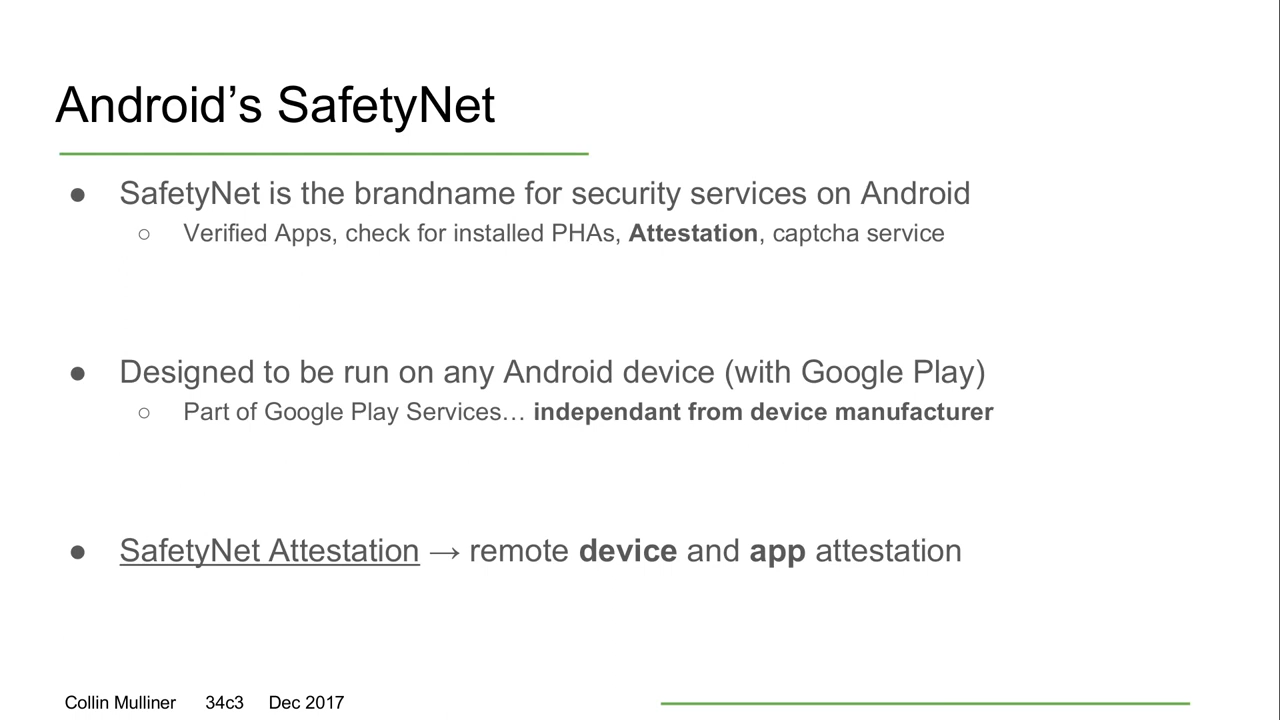 Android’s SafetyNet
● SafetyNet is the brandname for security services on Android
○ Verified Apps, check for installed PHAs, Attestation, captcha service
● Designed to be run on any Android device (with Google Play)
○ Part of Google Play Services… independant from device manufacturer
● SafetyNet Attestation → remote device and app attestation
Collin Mulliner 34c3 Dec 2017